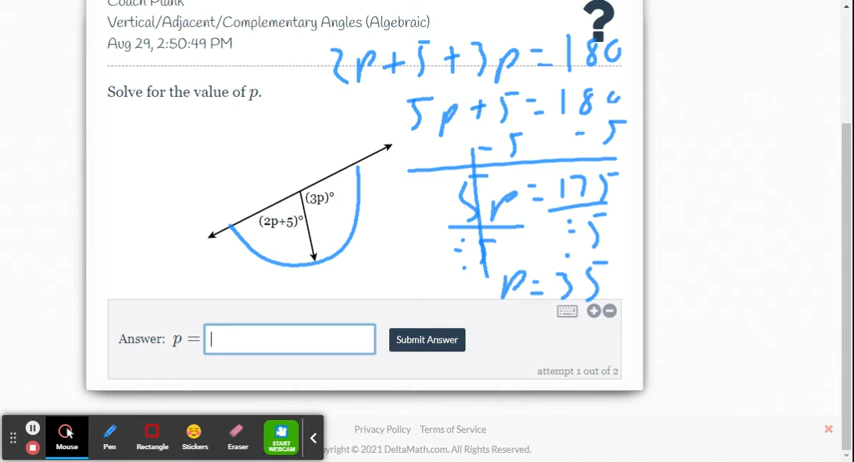 Coach Plank
Vertical/Adjacent/Complementary Angles (Algebraic)
Aug 29, 2:50:49 PM
?
2p+5+3p=180
Solve for the value of p.
5p+5=180
-5 -5
5p = 175
÷5 ÷5
p=35
(3p)°
(2p+5)°
Answer: p =
Submit Answer
attempt 1 out of 2
Privacy Policy Terms of Service
pyright © 2021 DeltaMath.com. All Rights Reserved.
Mouse Pen Rectangle Stickers Eraser START WEBCAM